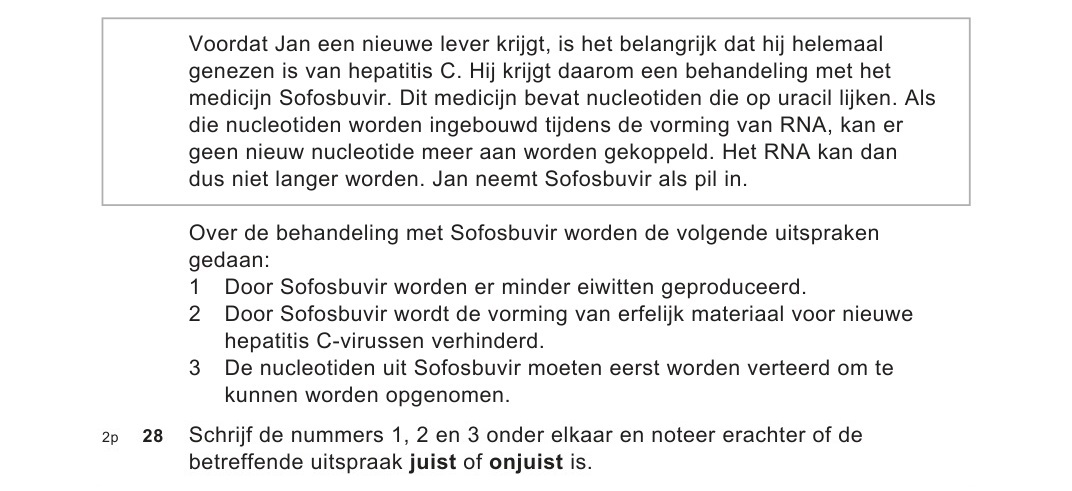 Voordat Jan een nieuwe lever krijgt, is het belangrijk dat hij helemaal
genezen is van hepatitis C. Hij krijgt daarom een behandeling met het
medicijn Sofosbuvir. Dit medicijn bevat nucleotiden die op uracil lijken. Als
die nucleotiden worden ingebouwd tijdens de vorming van RNA, kan er
geen nieuw nucleotide meer aan worden gekoppeld. Het RNA kan dan
dus niet langer worden. Jan neemt Sofosbuvir als pil in.
Over de behandeling met Sofosbuvir worden de volgende uitspraken
gedaan:
1 Door Sofosbuvir worden er minder eiwitten geproduceerd.
2 Door Sofosbuvir wordt de vorming van erfelijk materiaal voor nieuwe
hepatitis C-virussen verhinderd.
3 De nucleotiden uit Sofosbuvir moeten eerst worden verteerd om te
kunnen worden opgenomen.
2p 28 Schrijf de nummers 1, 2 en 3 onder elkaar en noteer erachter of de
betreffende uitspraak juist of onjuist is.